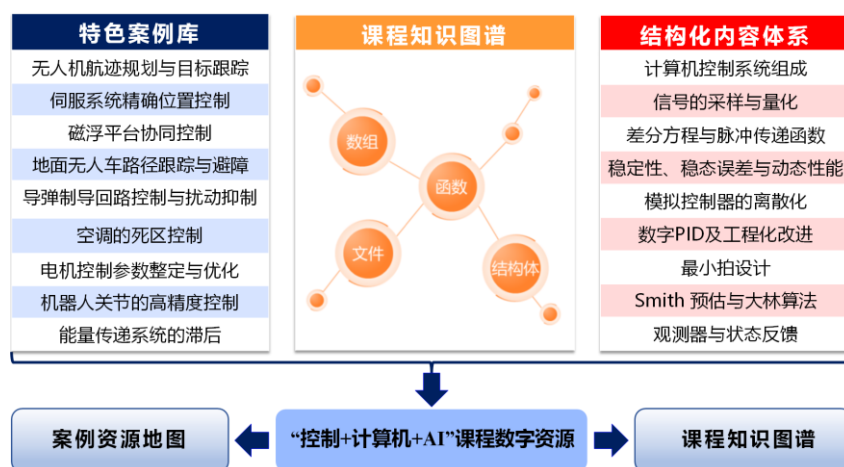 特色案例库
无人机航迹规划与目标跟踪
伺服系统精确位置控制
磁浮平台协同控制
地面无人车路径跟踪与避障
导弹制导回路控制与扰动抑制
空调的死区控制
电机控制参数整定与优化
机器人关节的高精度控制
能量传递系统的滞后
课程知识图谱
数组
函数
文件
结构体
结构化内容体系
计算机控制系统组成
信号的采样与量化
差分方程与脉冲传递函数
稳定性、稳态误差与动态性能
模拟控制器的离散化
数字PID及工程化改进
最小拍设计
Smith 预估与大林算法
观测器与状态反馈
案例资源地图
“控制+计算机+AI”课程数字资源
课程知识图谱